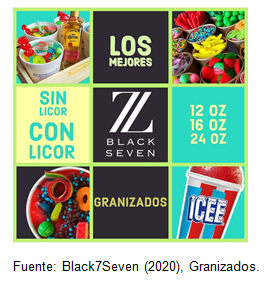 LOS
MEJORES
SIN
LICOR
CON
LICOR
BLACK
SEVEN
12 OZ
16 OZ
24 OZ
GRANIZADOS
ICEE
Fuente: Black7Seven (2020), Granizados.